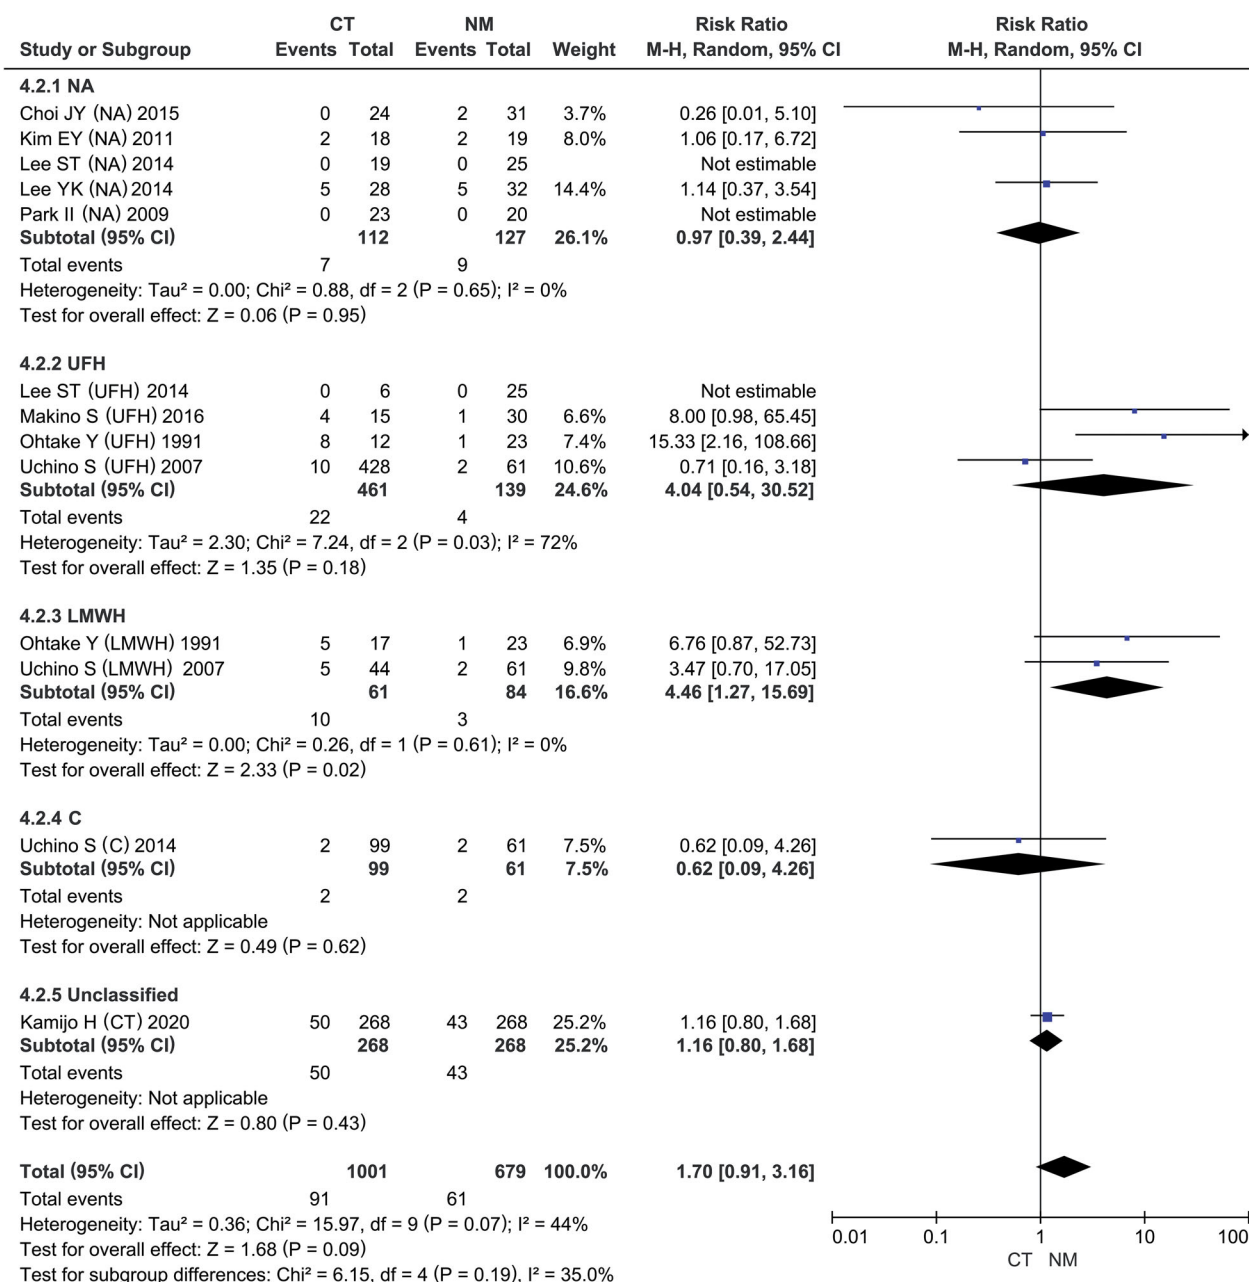 CT NM Risk Ratio Risk Ratio
Study or Subgroup Events Total Events Total Weight M-H, Random, 95% CI M-H, Random, 95% CI
4.2.1 NA
Choi JY (NA) 2015 0 24 2 31 3.7% 0.26 [0.01, 5.10]
Kim EY (NA) 2011 2 18 2 19 8.0% 1.06 [0.17, 6.72]
Lee ST (NA) 2014 0 19 0 25 Not estimable
Lee YK (NA) 2014 5 28 5 32 14.4% 1.14 [0.37, 3.54]
Park II (NA) 2009 0 23 0 20 Not estimable
Subtotal (95% CI) 112 127 26.1% 0.97 [0.39, 2.44]
Total events 7 9
Heterogeneity: Tau² = 0.00; Chi² = 0.88, df = 2 (P = 0.65); I² = 0%
Test for overall effect: Z = 0.06 (P = 0.95)
4.2.2 UFH
Lee ST (UFH) 2014 0 6 0 25 Not estimable
Makino S (UFH) 2016 4 15 1 30 6.6% 8.00 [0.98, 65.45]
Ohtake Y (UFH) 1991 8 12 1 23 7.4% 15.33 [2.16, 108.66]
Uchino S (UFH) 2007 10 428 2 61 10.6% 0.71 [0.16, 3.18]
Subtotal (95% CI) 461 139 24.6% 4.04 [0.54, 30.52]
Total events 22 4
Heterogeneity: Tau² = 2.30; Chi² = 7.24, df = 2 (P = 0.03); I² = 72%
Test for overall effect: Z = 1.35 (P = 0.18)
4.2.3 LMWH
Ohtake Y (LMWH) 1991 5 17 1 23 6.9% 6.76 [0.87, 52.73]
Uchino S (LMWH) 2007 5 44 2 61 9.8% 3.47 [0.70, 17.05]
Subtotal (95% CI) 61 84 16.6% 4.46 [1.27, 15.69]
Total events 10 3
Heterogeneity: Tau² = 0.00; Chi² = 0.26, df = 1 (P = 0.61); I² = 0%
Test for overall effect: Z = 2.33 (P = 0.02)
4.2.4 C
Uchino S (C) 2014 2 99 2 61 7.5% 0.62 [0.09, 4.26]
Subtotal (95% CI) 99 61 7.5% 0.62 [0.09, 4.26]
Total events 2 2
Heterogeneity: Not applicable
Test for overall effect: Z = 0.49 (P = 0.62)
4.2.5 Unclassified
Kamijo H (CT) 2020 50 268 43 268 25.2% 1.16 [0.80, 1.68]
Subtotal (95% CI) 268 268 25.2% 1.16 [0.80, 1.68]
Total events 50 43
Heterogeneity: Not applicable
Test for overall effect: Z = 0.80 (P = 0.43)
Total (95% CI) 1001 679 100.0% 1.70 [0.91, 3.16]
Total events 91 61
Heterogeneity: Tau² = 0.36; Chi² = 15.97, df = 9 (P = 0.07); I² = 44%
Test for overall effect: Z = 1.68 (P = 0.09)
Test for subgroup differences: Chi² = 6.15, df = 4 (P = 0.19), I² = 35.0%
0.01 0.1 1 10 100
CT NM